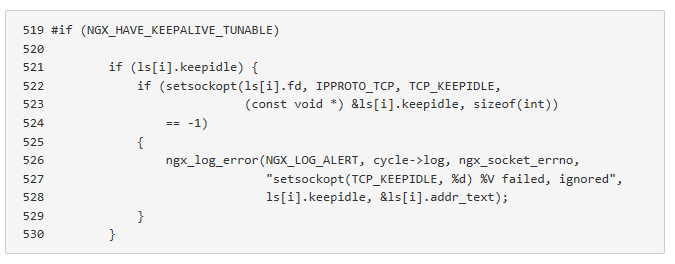 519 #if (NGX_HAVE_KEEPALIVE_TUNABLE)
520
521         if (ls[i].keepidle) {
522             if (setsockopt(ls[i].fd, IPPROTO_TCP, TCP_KEEPIDLE,
523                            (const void *) &ls[i].keepidle, sizeof(int))
524                 == -1)
525             {
526                 ngx_log_error(NGX_LOG_ALERT, cycle->log, ngx_socket_errno,
527                               "setsockopt(TCP_KEEPIDLE, %d) %V failed, ignored",
528                               ls[i].keepidle, &ls[i].addr_text);
529             }
530         }